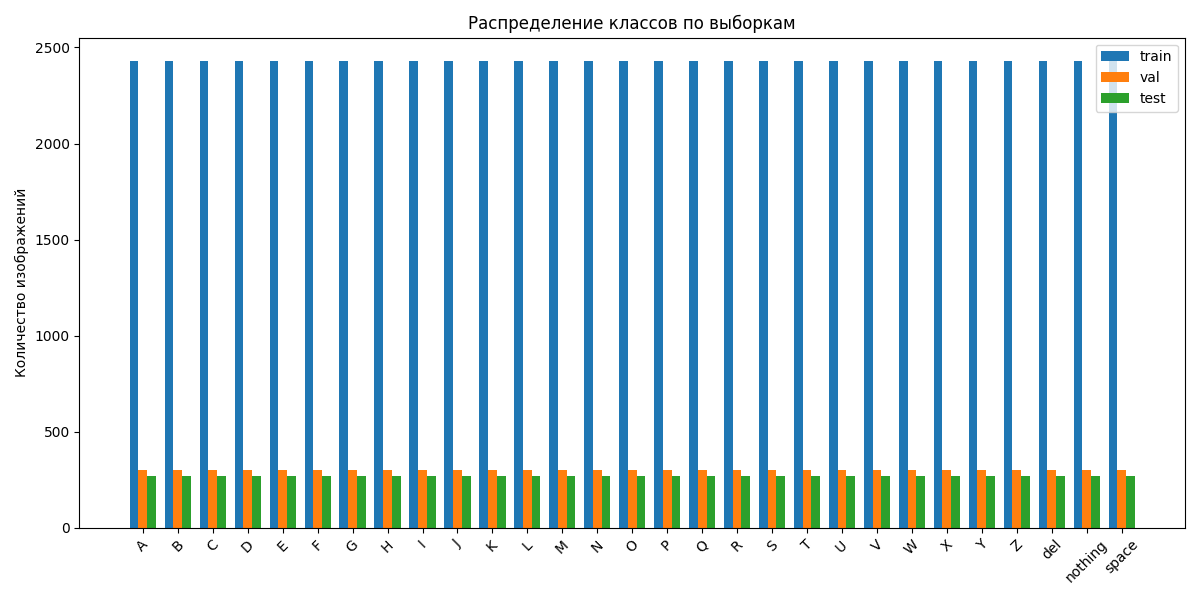 Распределение классов по выборкам
Количество изображений
2500
2000
1500
1000
500
0
train
val
test
A B C D E F G H I J K L M N O P Q R S T U V W X Y Z del nothing space